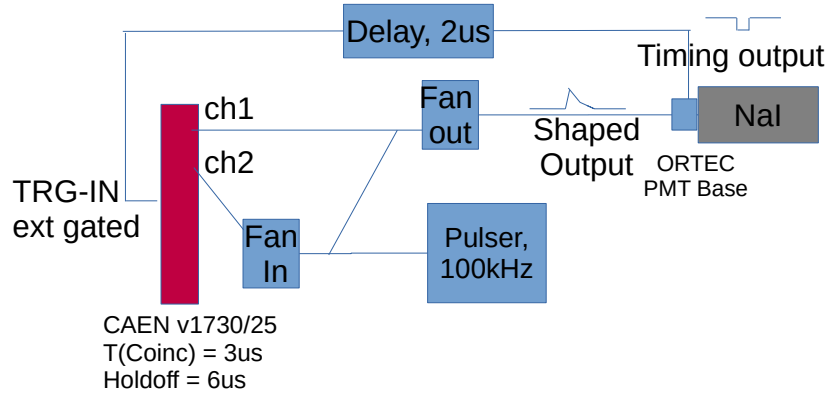 Delay, 2us
Timing output
ch1
Fan
out
Shaped
Output
NaI
ch2
ORTEC
PMT Base
TRG-IN
ext gated
Fan
In
Pulser,
100kHz
CAEN v1730/25
T(Coinc) = 3us
Holdoff = 6us